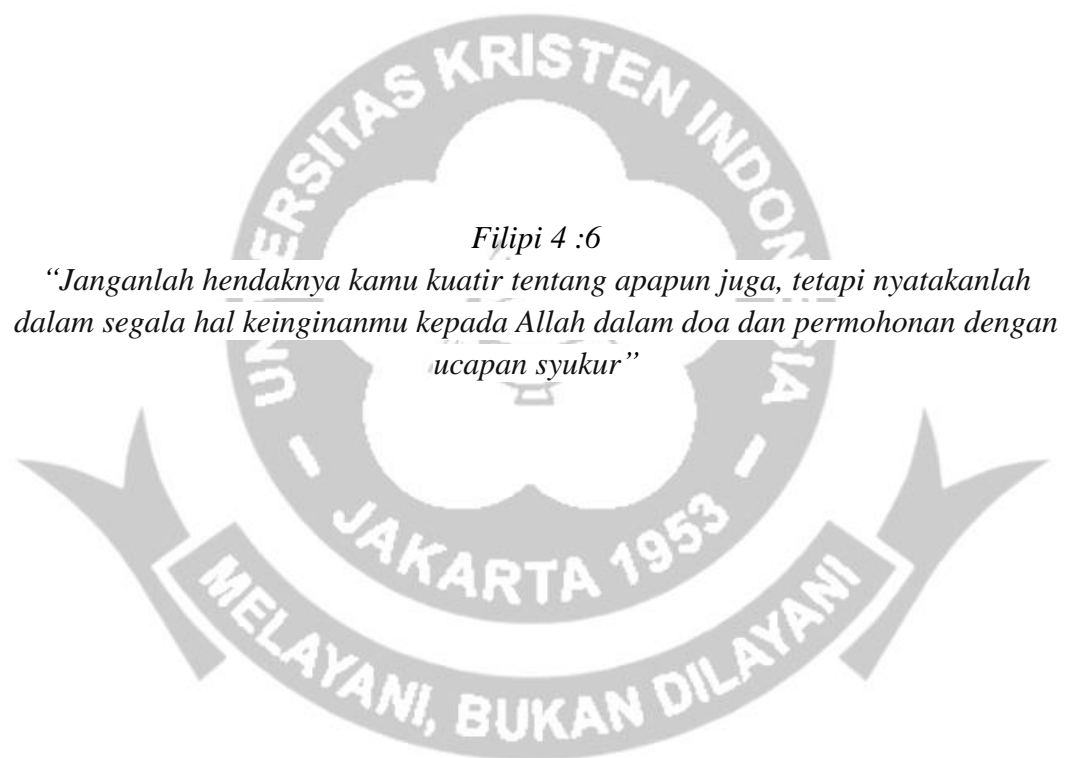 UNIVERSITAS KRISTEN INDONESIA
Filipi 4 :6
“Janganlah hendaknya kamu kuatir tentang apapun juga, tetapi nyatakanlah
dalam segala hal keinginanmu kepada Allah dalam doa dan permohonan dengan
ucapan syukur”
- JAKARTA 1953 -
MELAYANI, BUKAN DILAYANI